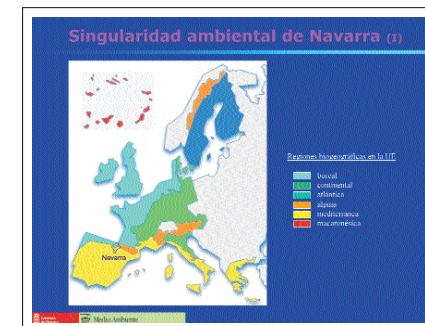 Singularidad ambiental de Navarra (I)
Regiones biogeográficas en la UE
boreal
continental
atlántica
alpina
mediterránea
macaronésica
Navarra
Medio Ambiente